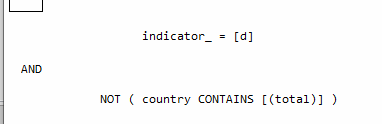 indicator_ = [d]
AND
NOT ( country CONTAINS [(total)] )